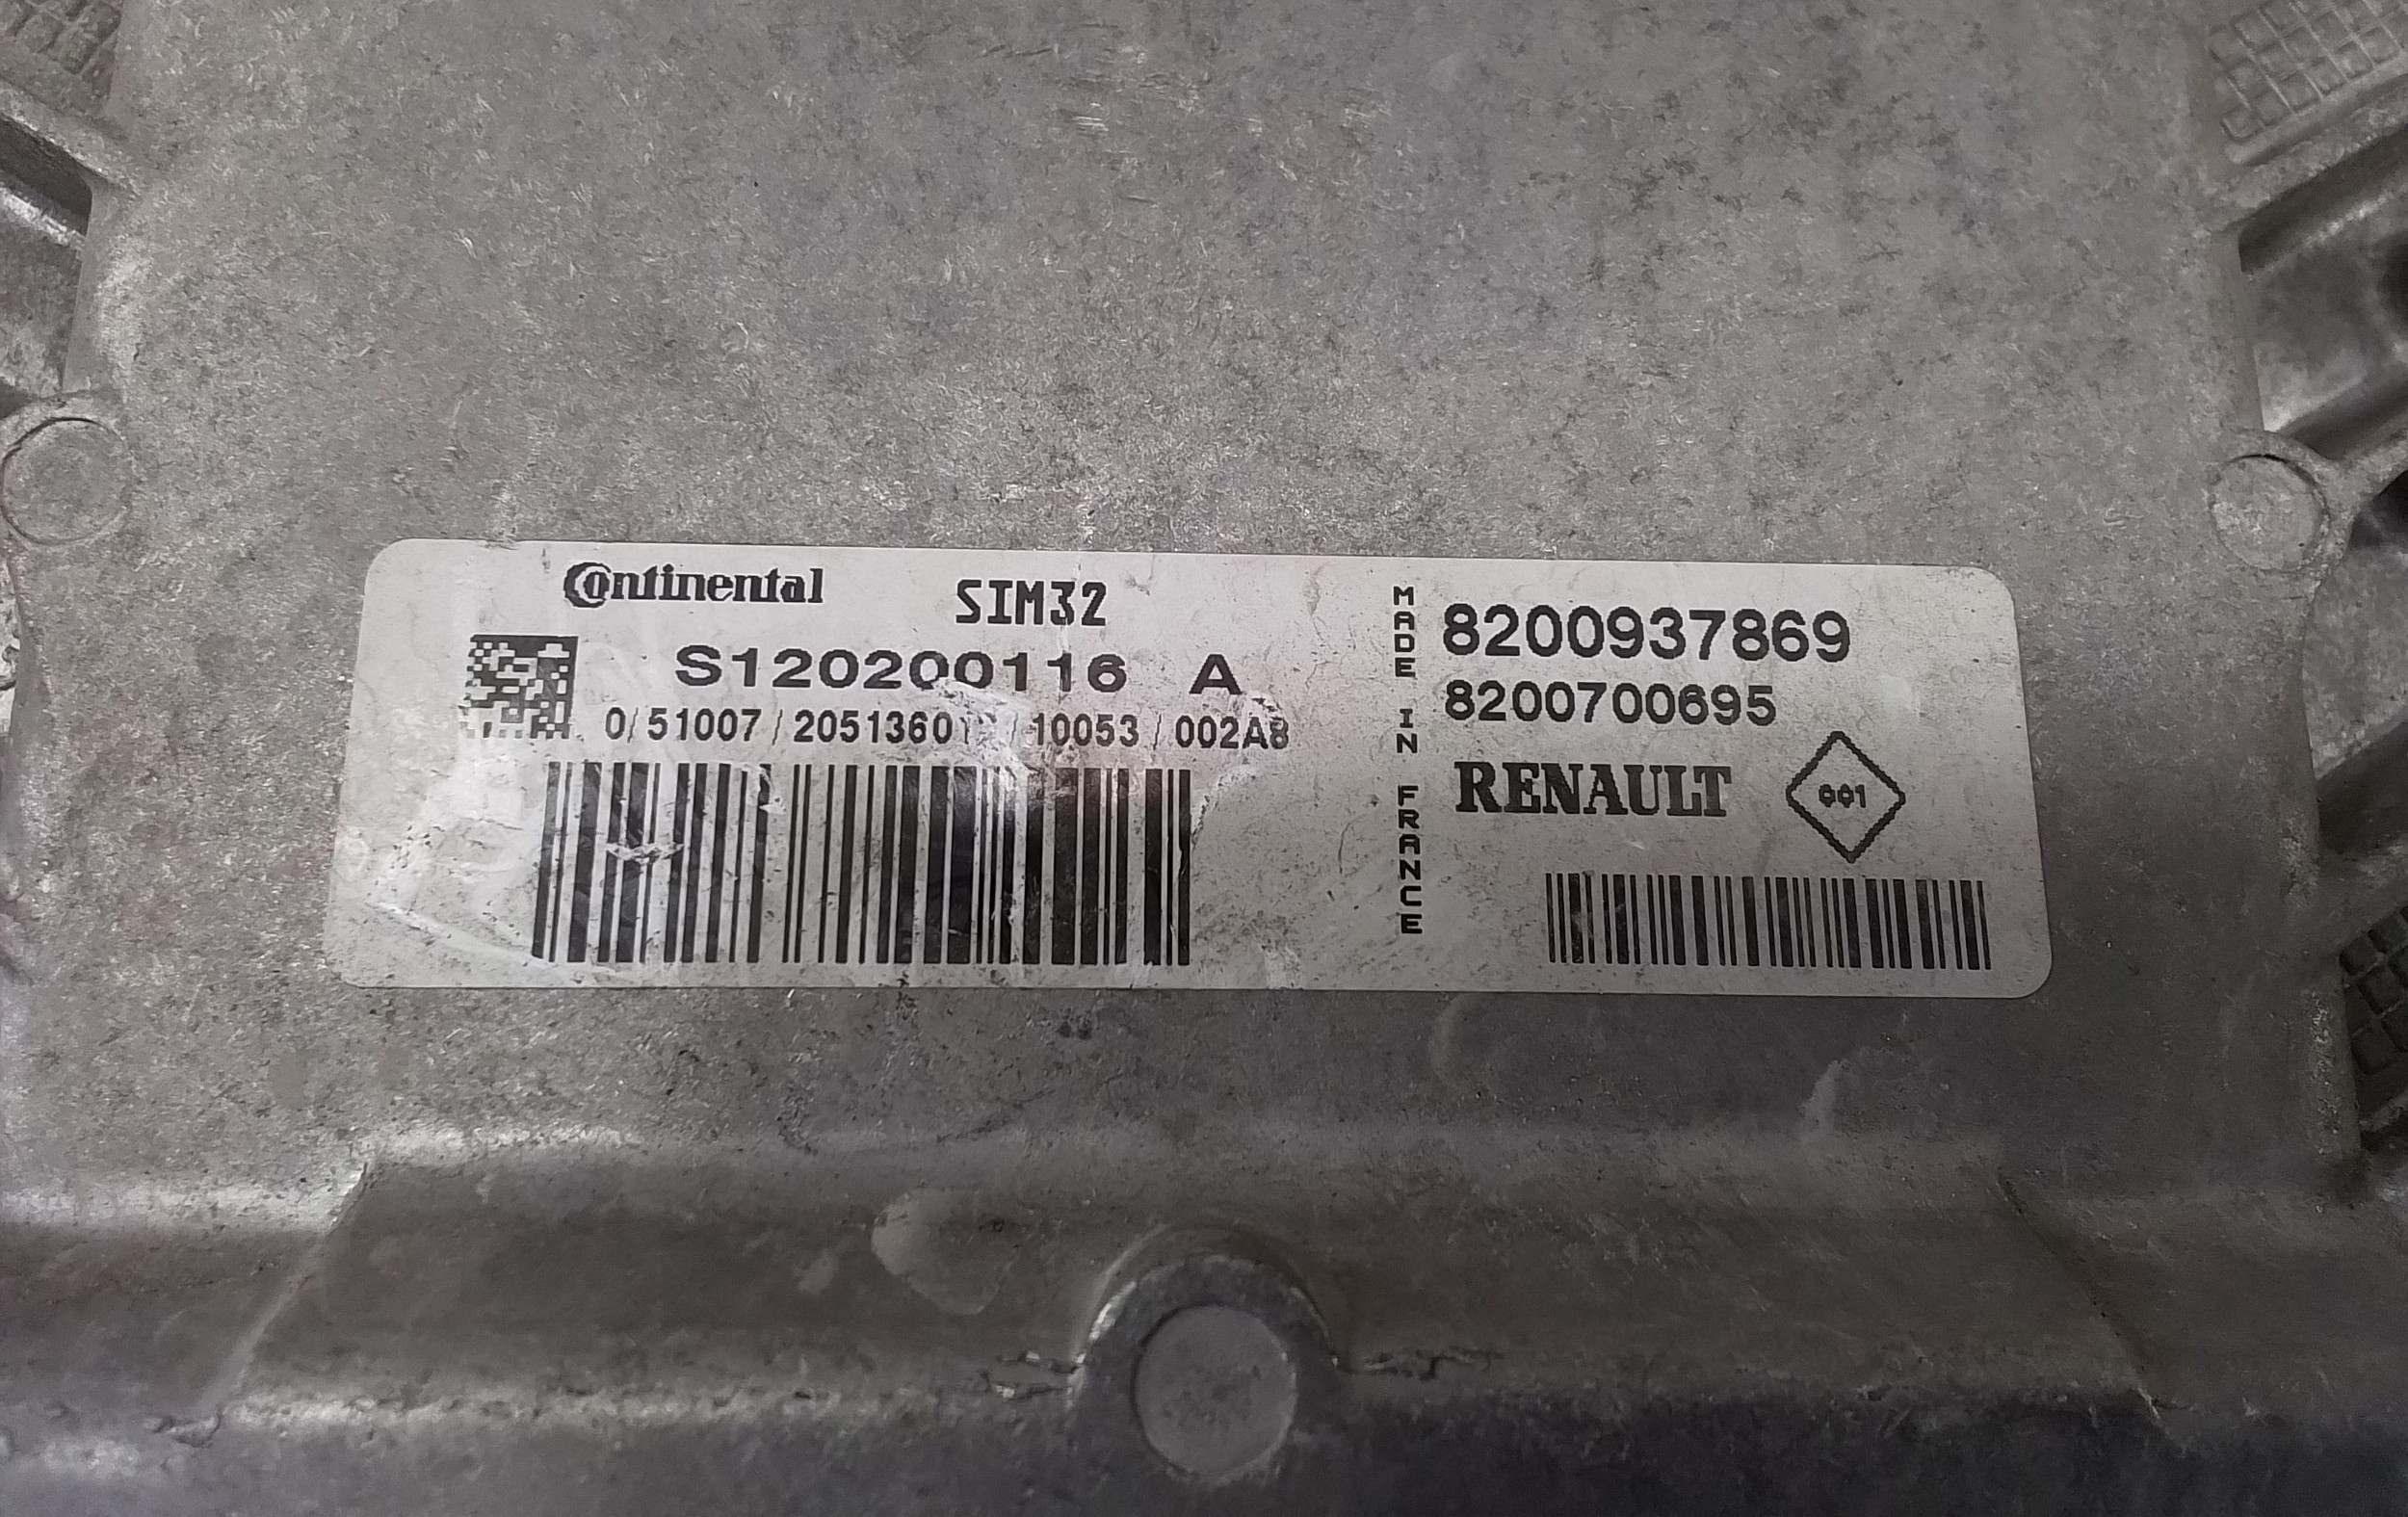 Continental SIM32
S120200116 A
0/51007/2051360 /10053/002A8
MADE IN FRANCE
8200937869
8200700695
RENAULT 001